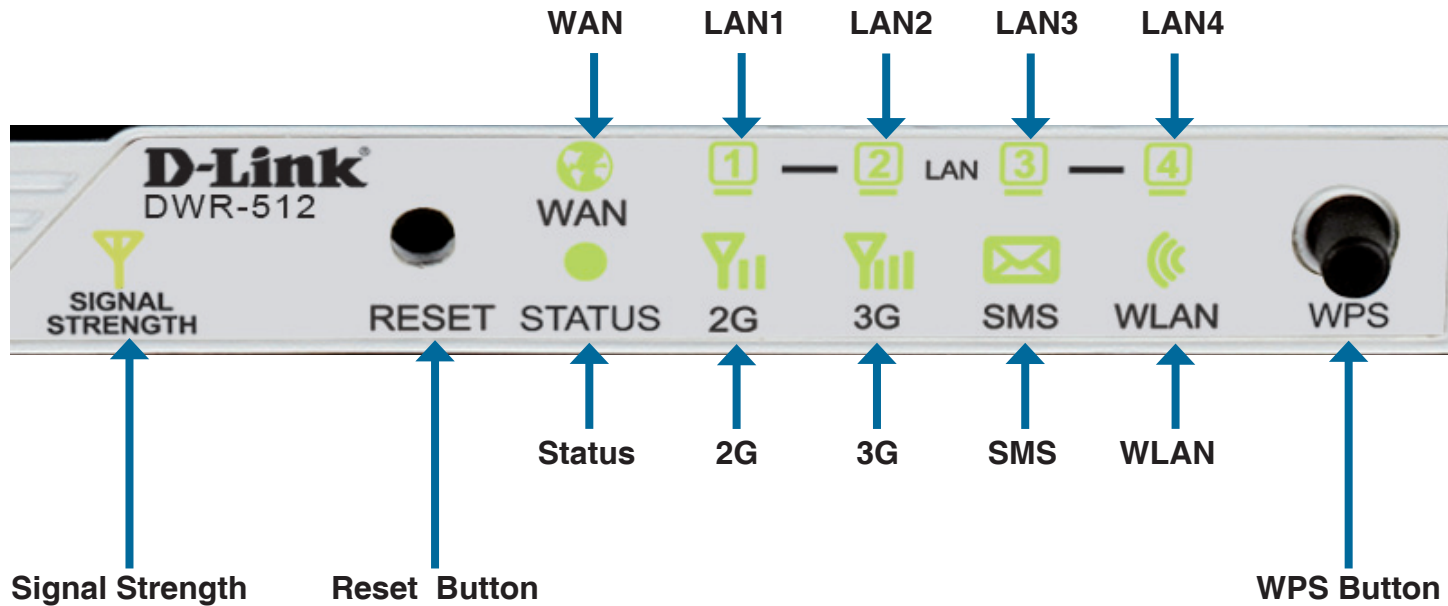 WAN LAN1 LAN2 LAN3 LAN4
D-Link®
DWR-512
WAN
1 2 LAN 3 4
SIGNAL
STRENGTH
RESET STATUS 2G 3G SMS WLAN WPS
Status 2G 3G SMS WLAN
Signal Strength Reset Button WPS Button